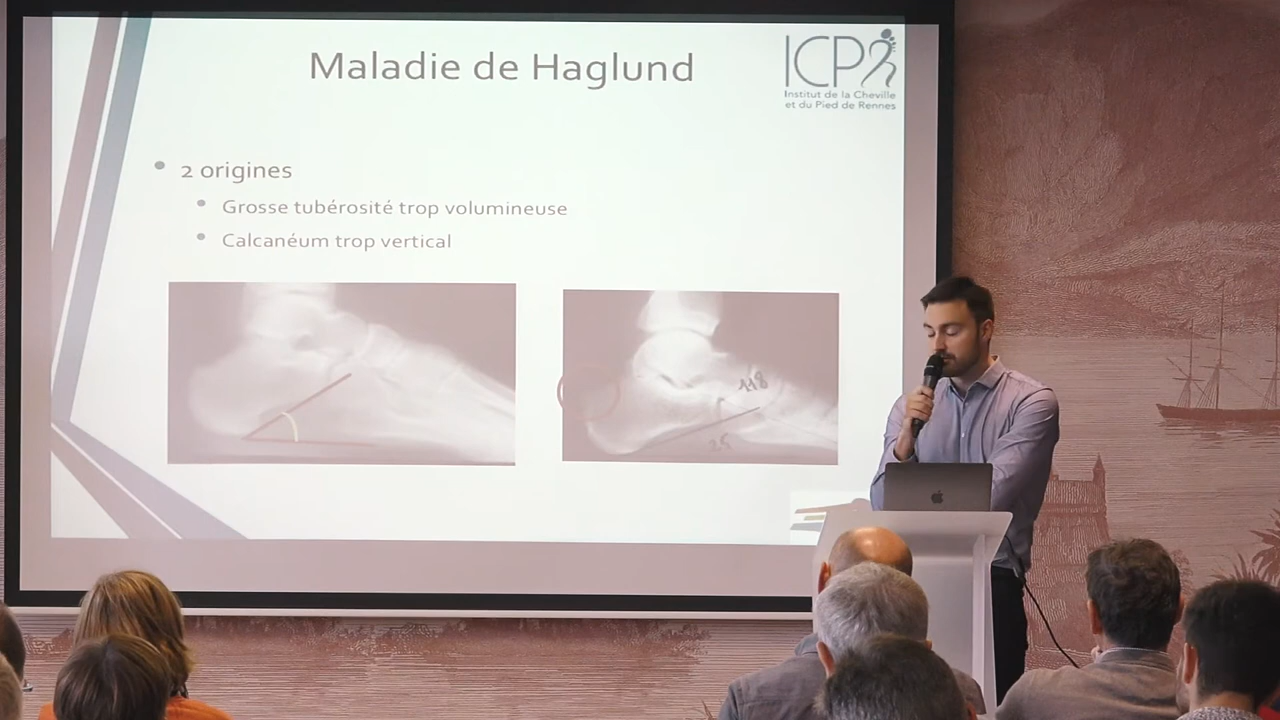 Maladie de Haglund
ICP
Institut de la Cheville
et du Pied de Rennes
2 origines
Grosse tubérosité trop volumineuse
Calcanéum trop vertical
118